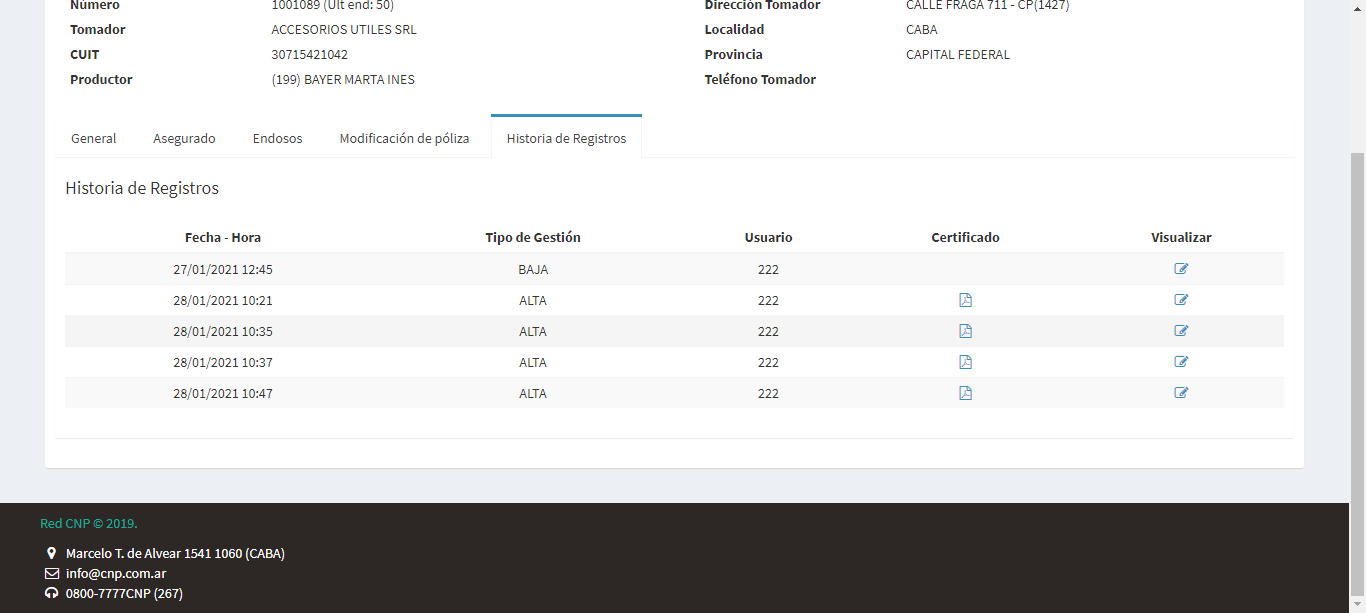 Número 1001089 (Ult end: 50) Dirección Tomador CALLE FRAGA 711 - CP(1427)
Tomador ACCESORIOS UTILES SRL Localidad CABA
CUIT 30715421042 Provincia CAPITAL FEDERAL
Productor (199) BAYER MARTA INES Teléfono Tomador
General Asegurado Endosos Modificación de póliza Historia de Registros
Historia de Registros
Fecha - Hora Tipo de Gestión Usuario Certificado Visualizar
27/01/2021 12:45 BAJA 222
28/01/2021 10:21 ALTA 222
28/01/2021 10:35 ALTA 222
28/01/2021 10:37 ALTA 222
28/01/2021 10:47 ALTA 222
Red CNP © 2019.
Marcelo T. de Alvear 1541 1060 (CABA)
info@cnp.com.ar
0800-7777CNP (267)